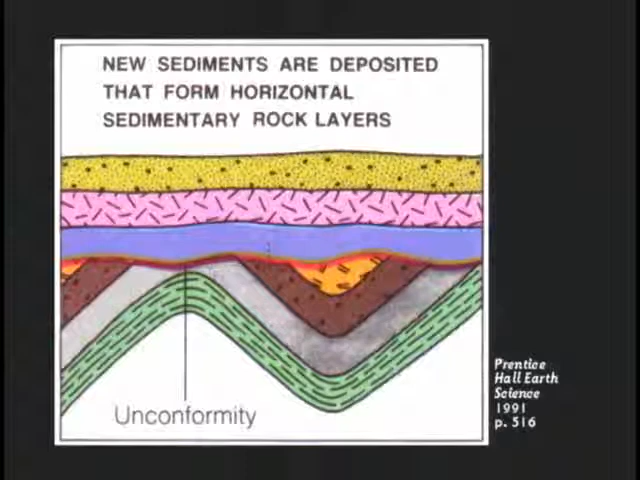 NEW SEDIMENTS ARE DEPOSITED
THAT FORM HORIZONTAL
SEDIMENTARY ROCK LAYERS
Unconformity
Prentice
Hall Earth
Science
1991
p. 516